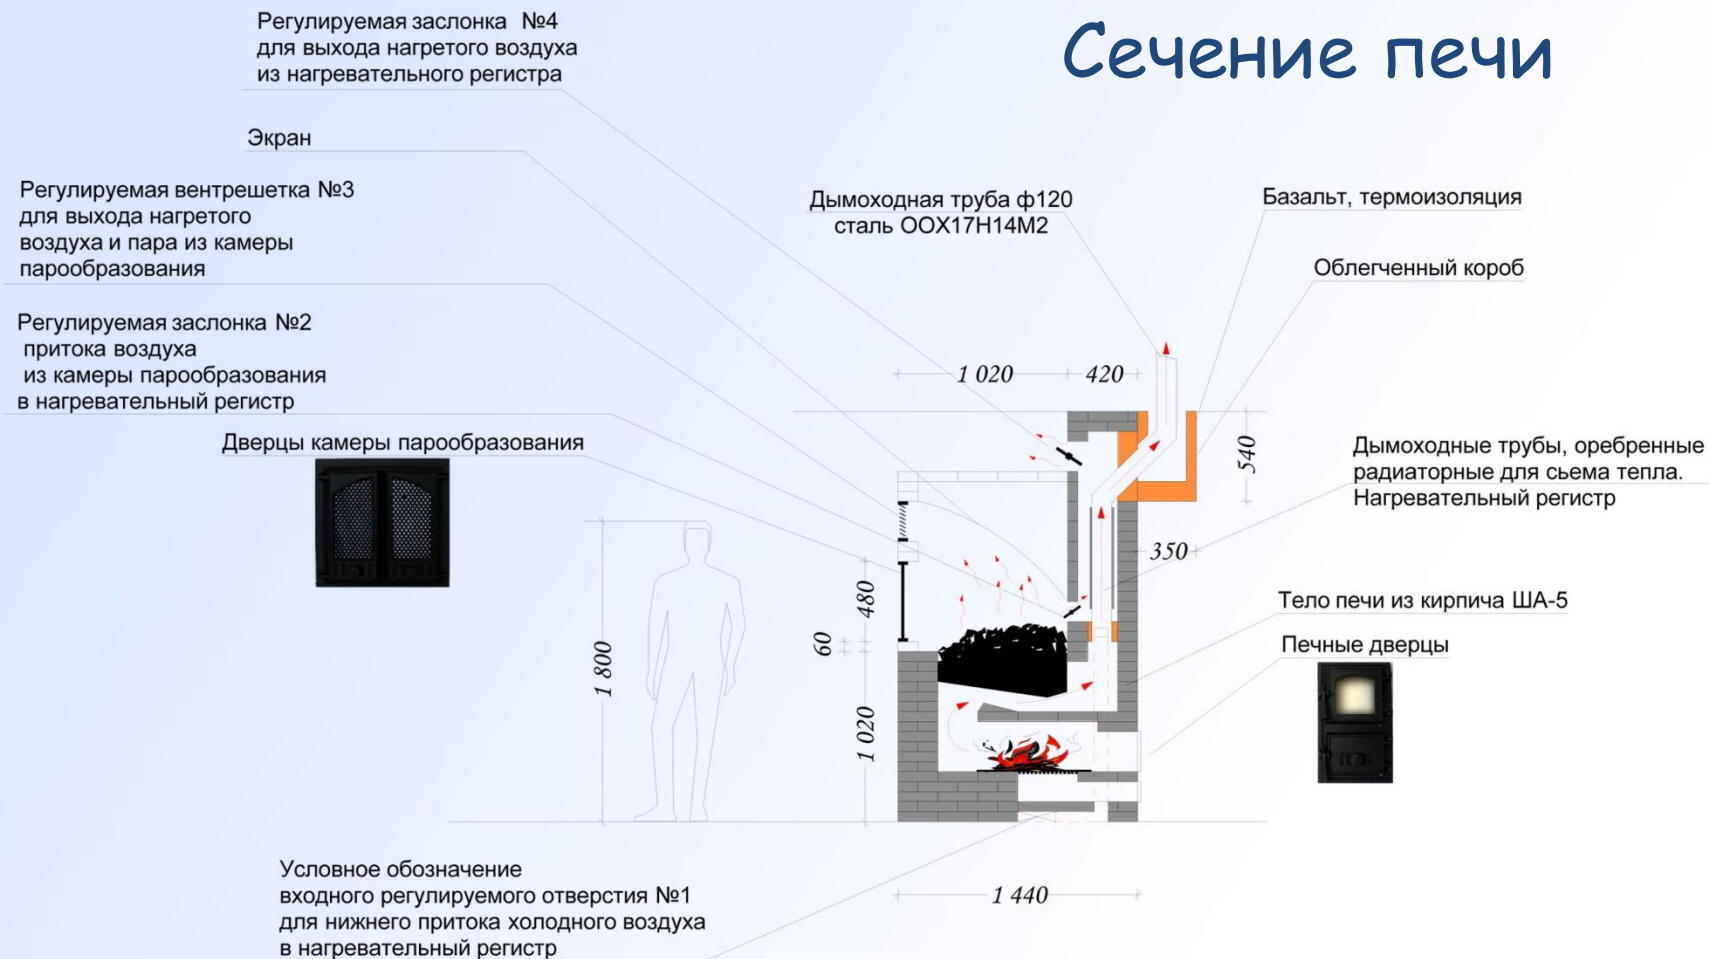 Сечение печи
Регулируемая заслонка №4
для выхода нагретого воздуха
из нагревательного регистра
Экран
Регулируемая вентрешетка №3
для выхода нагретого
воздуха и пара из камеры
парообразования
Регулируемая заслонка №2
притока воздуха
из камеры парообразования
в нагревательный регистр
Дверцы камеры парообразования
Дымоходная труба ф120
сталь ООХ17Н14М2
Базальт, термоизоляция
Облегченный короб
Дымоходные трубы, оребренные
радиаторные для сьема тепла.
Нагревательный регистр
Тело печи из кирпича ША-5
Печные дверцы
1 020
420
540
350
480
60
1 800
1 020
1 440
Условное обозначение
входного регулируемого отверстия №1
для нижнего притока холодного воздуха
в нагревательный регистр